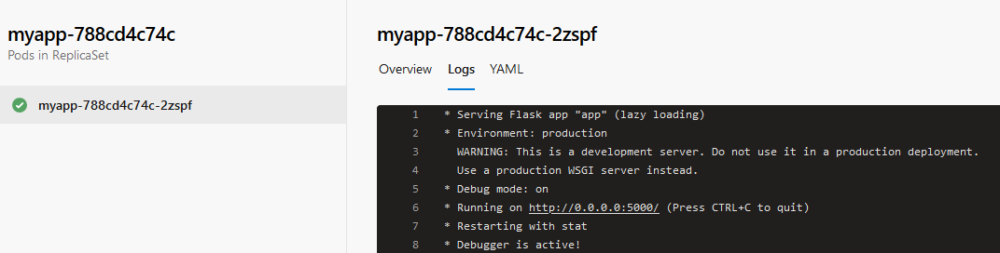 myapp-788cd4c74c
Pods in ReplicaSet
myapp-788cd4c74c-2zspf
myapp-788cd4c74c-2zspf
Overview Logs YAML
1 * Serving Flask app "app" (lazy loading)
2 * Environment: production
3 WARNING: This is a development server. Do not use it in a production deployment.
4 Use a production WSGI server instead.
5 * Debug mode: on
6 * Running on http://0.0.0.0:5000/ (Press CTRL+C to quit)
7 * Restarting with stat
8 * Debugger is active!